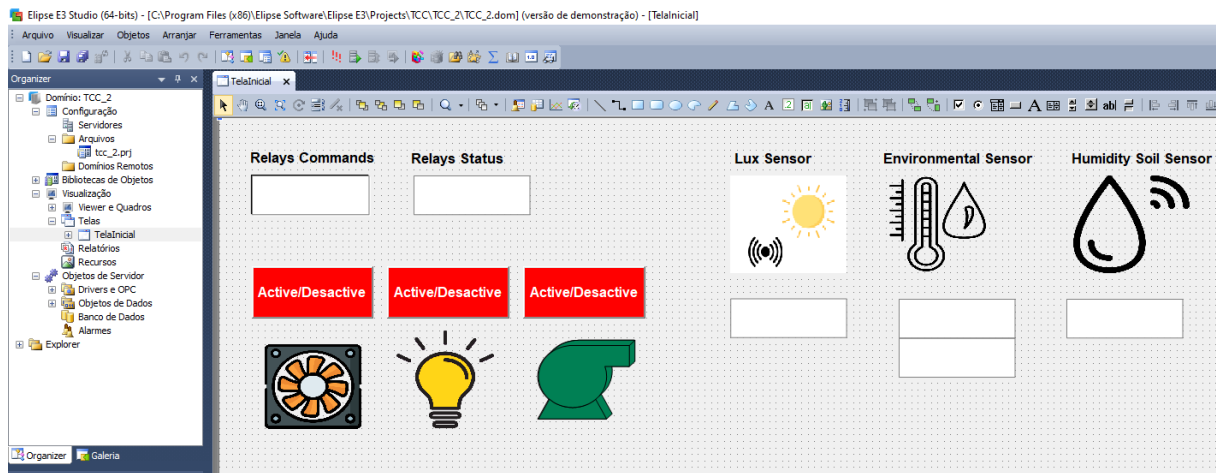 Elipse E3 Studio (64-bits) - [C:\Program Files (x86)\Elipse Software\Elipse E3\Projects\TCC\TCC_2\TCC_2.dom] (versão de demonstração) - [TelaInicial]
Arquivo Visualizar Objetos Arranjar Ferramentas Janela Ajuda
Organizer
TelaInicial
Domínio: TCC_2
Configuração
Servidores
Arquivos
tcc_2.prj
Domínios Remotos
Bibliotecas de Objetos
Visualização
Viewer e Quadros
Telas
TelaInicial
Relatórios
Recursos
Objetos de Servidor
Drivers e OPC
Objetos de Dados
Banco de Dados
Alarmes
Explorer
Organizer Galeria
Relays Commands Relays Status Lux Sensor Environmental Sensor Humidity Soil Sensor
Active/Desactive Active/Desactive Active/Desactive